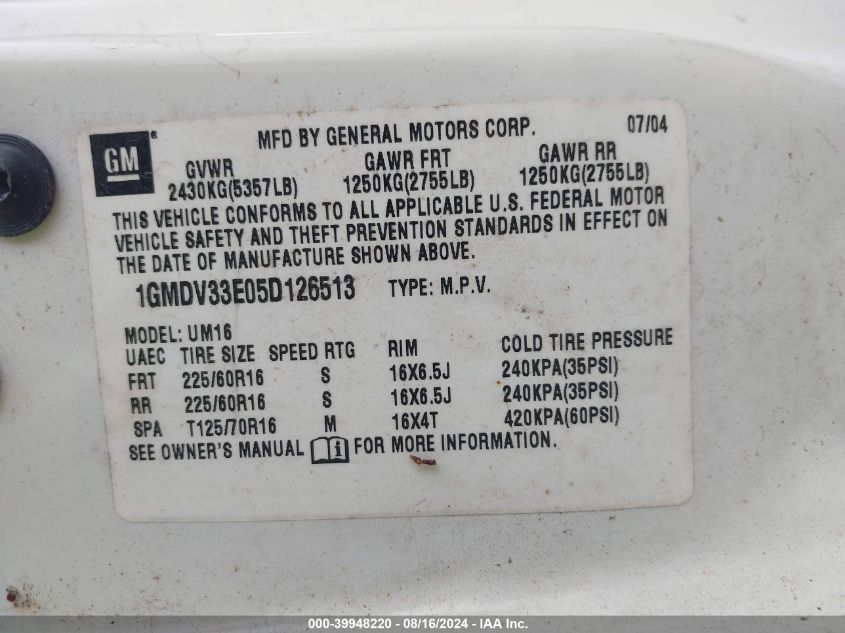 GM® MFD BY GENERAL MOTORS CORP. 07/04
GVWR GAWR FRT GAWR RR
2430KG(5357LB) 1250KG(2755LB) 1250KG(2755LB)
THIS VEHICLE CONFORMS TO ALL APPLICABLE U.S. FEDERAL MOTOR
VEHICLE SAFETY AND THEFT PREVENTION STANDARDS IN EFFECT ON
THE DATE OF MANUFACTURE SHOWN ABOVE.
1GMDV33E05D126513 TYPE: M.P.V.
MODEL: UM16
UAEC TIRE SIZE SPEED RTG RIM COLD TIRE PRESSURE
FRT 225/60R16 S 16X6.5J 240KPA(35PSI)
RR 225/60R16 S 16X6.5J 240KPA(35PSI)
SPA T125/70R16 M 16X4T 420KPA(60PSI)
SEE OWNER'S MANUAL i FOR MORE INFORMATION.
000-39948220 - 08/16/2024 - IAA Inc.